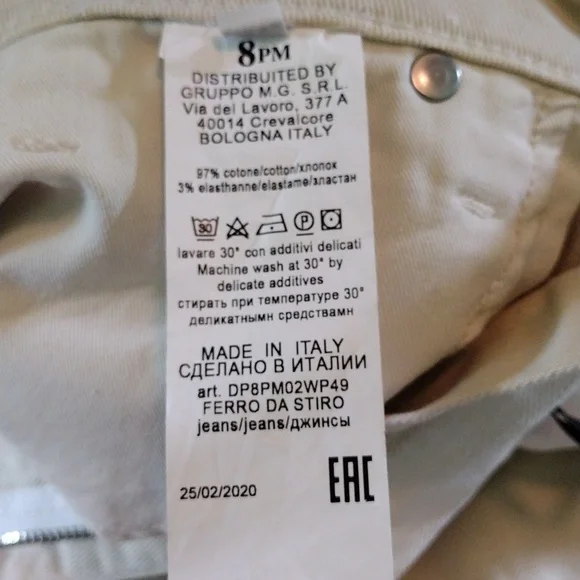 8PM
DISTRIBUITED BY
GRUPPO M.G. S.R.L.
Via del Lavoro, 377 A
40014 Crevalcore
BOLOGNA ITALY
97% cotone/cotton/хлопок
3% elasthanne/elastame/эластан
30 P
lavare 30° con additivi delicati
Machine wash at 30° by
delicate additives
стирать при температуре 30°
деликатнымн средствамн
MADE IN ITALY
СДЕЛАНО В ИТАЛИИ
art. DP8PM02WP49
FERRO DA STIRO
jeans/jeans/джинсы
25/02/2020 EAC